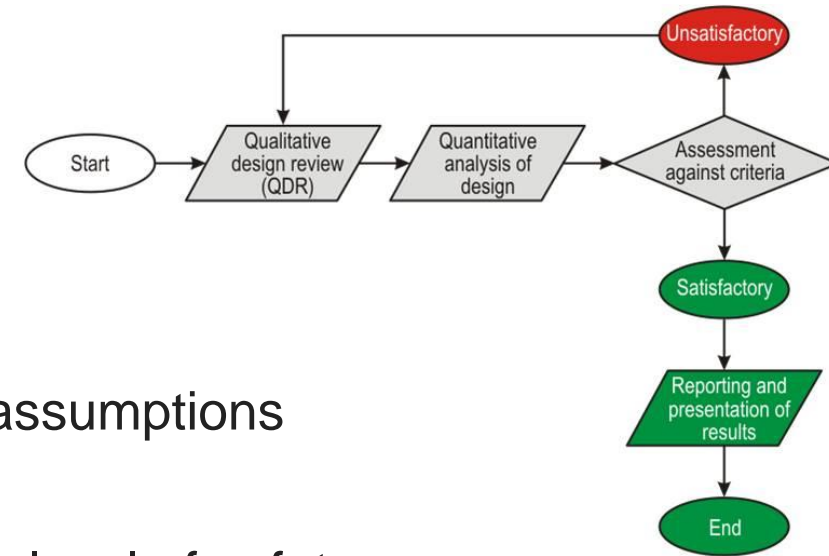 Unsatisfactory
Start
Qualitative
design review
(QDR)
Quantitative
analysis of
design
Assessment
against criteria
Satisfactory
assumptions
Reporting and
presentation of
results
End